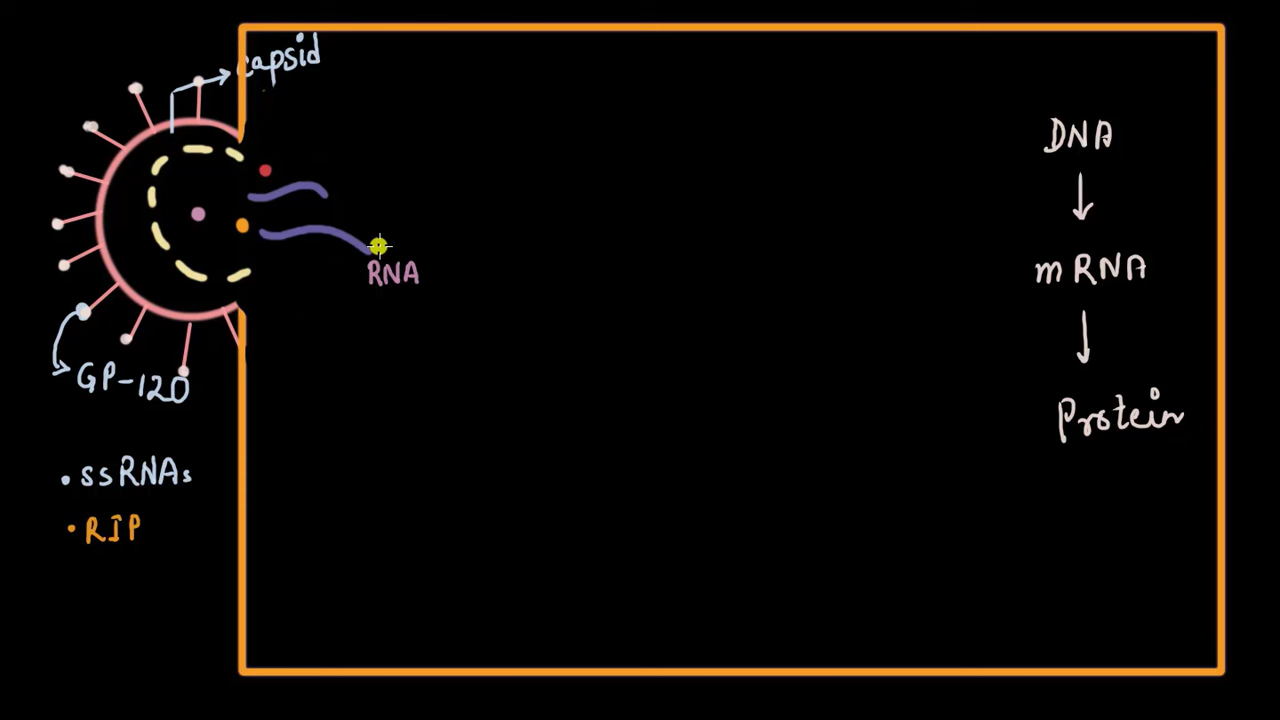 Capsid
RNA
GP-120
• ssRNAs
• RIP
DNA
↓
mRNA
↓
Protein